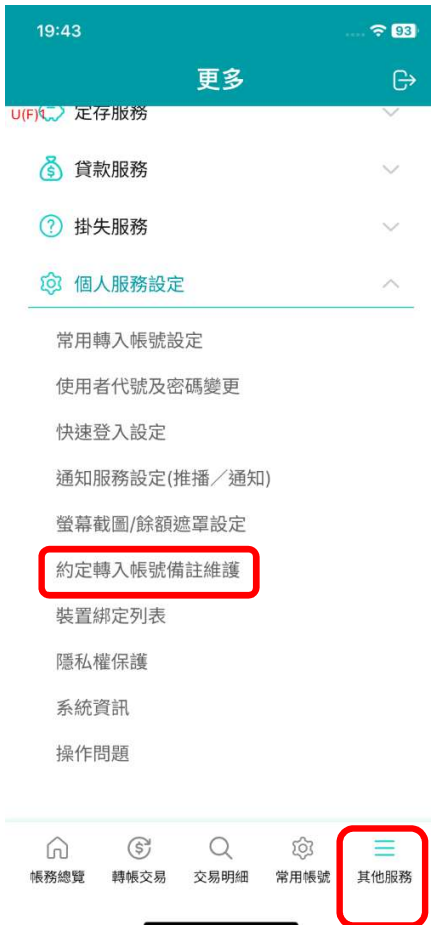 19:43
93
更多
U(F)1
定存服務
貸款服務
掛失服務
個人服務設定
常用轉入帳號設定
使用者代號及密碼變更
快速登入設定
通知服務設定(推播／通知)
螢幕截圖/餘額遮罩設定
約定轉入帳號備註維護
裝置綁定列表
隱私權保護
系統資訊
操作問題
帳務總覽 轉帳交易 交易明細 常用帳號 其他服務